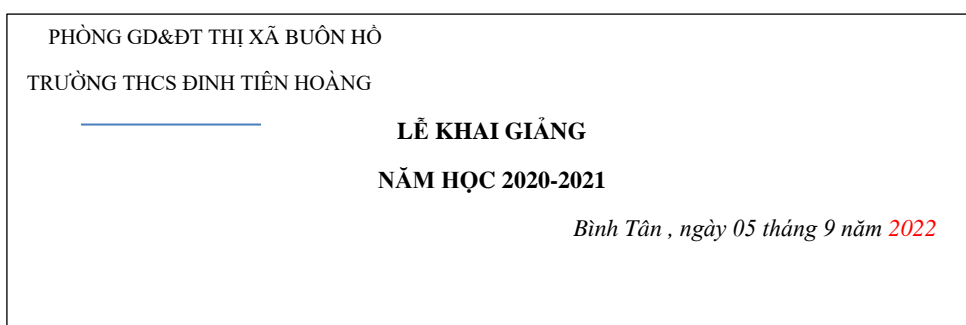 PHÒNG GD&ĐT THỊ XÃ BUÔN HỒ
TRƯỜNG THCS ĐINH TIÊN HOÀNG
LỄ KHAI GIẢNG
NĂM HỌC 2020-2021
Bình Tân , ngày 05 tháng 9 năm 2022